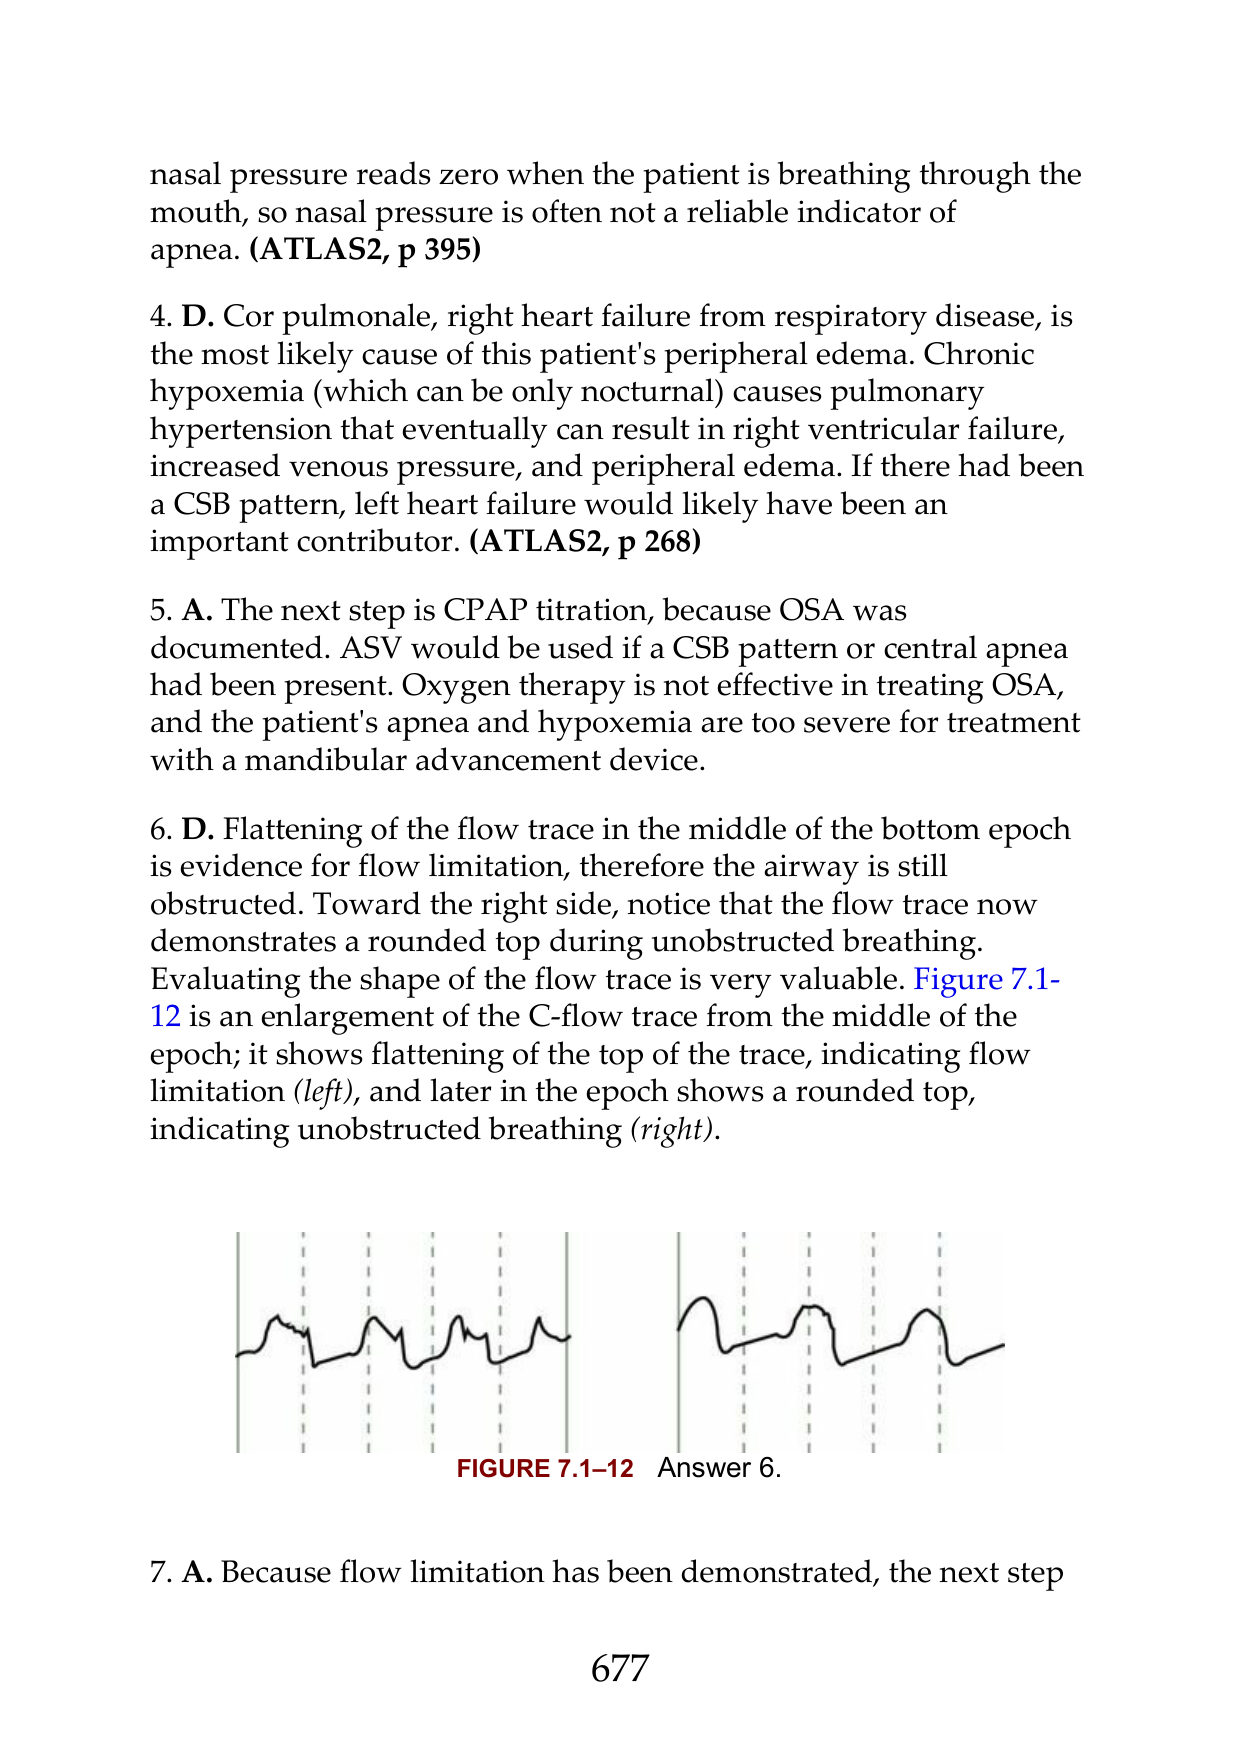 nasal pressure reads zero when the patient is breathing through the
mouth, so nasal pressure is often not a reliable indicator of
apnea. (ATLAS2, p 395)
4. D. Cor pulmonale, right heart failure from respiratory disease, is
the most likely cause of this patient's peripheral edema. Chronic
hypoxemia (which can be only nocturnal) causes pulmonary
hypertension that eventually can result in right ventricular failure,
increased venous pressure, and peripheral edema. If there had been
a CSB pattern, left heart failure would likely have been an
important contributor. (ATLAS2, p 268)
5. A. The next step is CPAP titration, because OSA was
documented. ASV would be used if a CSB pattern or central apnea
had been present. Oxygen therapy is not effective in treating OSA,
and the patient's apnea and hypoxemia are too severe for treatment
with a mandibular advancement device.
6. D. Flattening of the flow trace in the middle of the bottom epoch
is evidence for flow limitation, therefore the airway is still
obstructed. Toward the right side, notice that the flow trace now
demonstrates a rounded top during unobstructed breathing.
Evaluating the shape of the flow trace is very valuable. Figure 7.1-
12 is an enlargement of the C-flow trace from the middle of the
epoch; it shows flattening of the top of the trace, indicating flow
limitation (left), and later in the epoch shows a rounded top,
indicating unobstructed breathing (right).
FIGURE 7.1–12 Answer 6.
7. A. Because flow limitation has been demonstrated, the next step
677